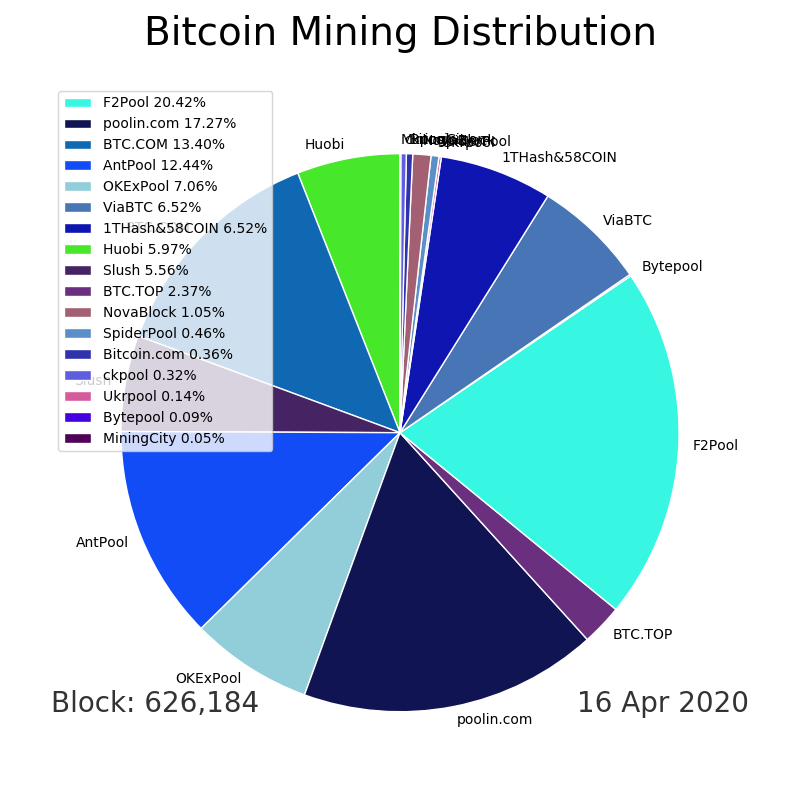 Bitcoin Mining Distribution
F2Pool 20.42%
poolin.com 17.27%
BTC.COM 13.40%
AntPool 12.44%
OKExPool 7.06%
ViaBTC 6.52%
1THash&58COIN 6.52%
Huobi 5.97%
Slush 5.56%
BTC.TOP 2.37%
NovaBlock 1.05%
SpiderPool 0.46%
Bitcoin.com 0.36%
ckpool 0.32%
Ukrpool 0.14%
Bytepool 0.09%
MiningCity 0.05%
Huobi
1THash&58COIN
ViaBTC
Bytepool
F2Pool
Slush
AntPool
BTC.TOP
OKExPool
poolin.com
Block: 626,184
16 Apr 2020